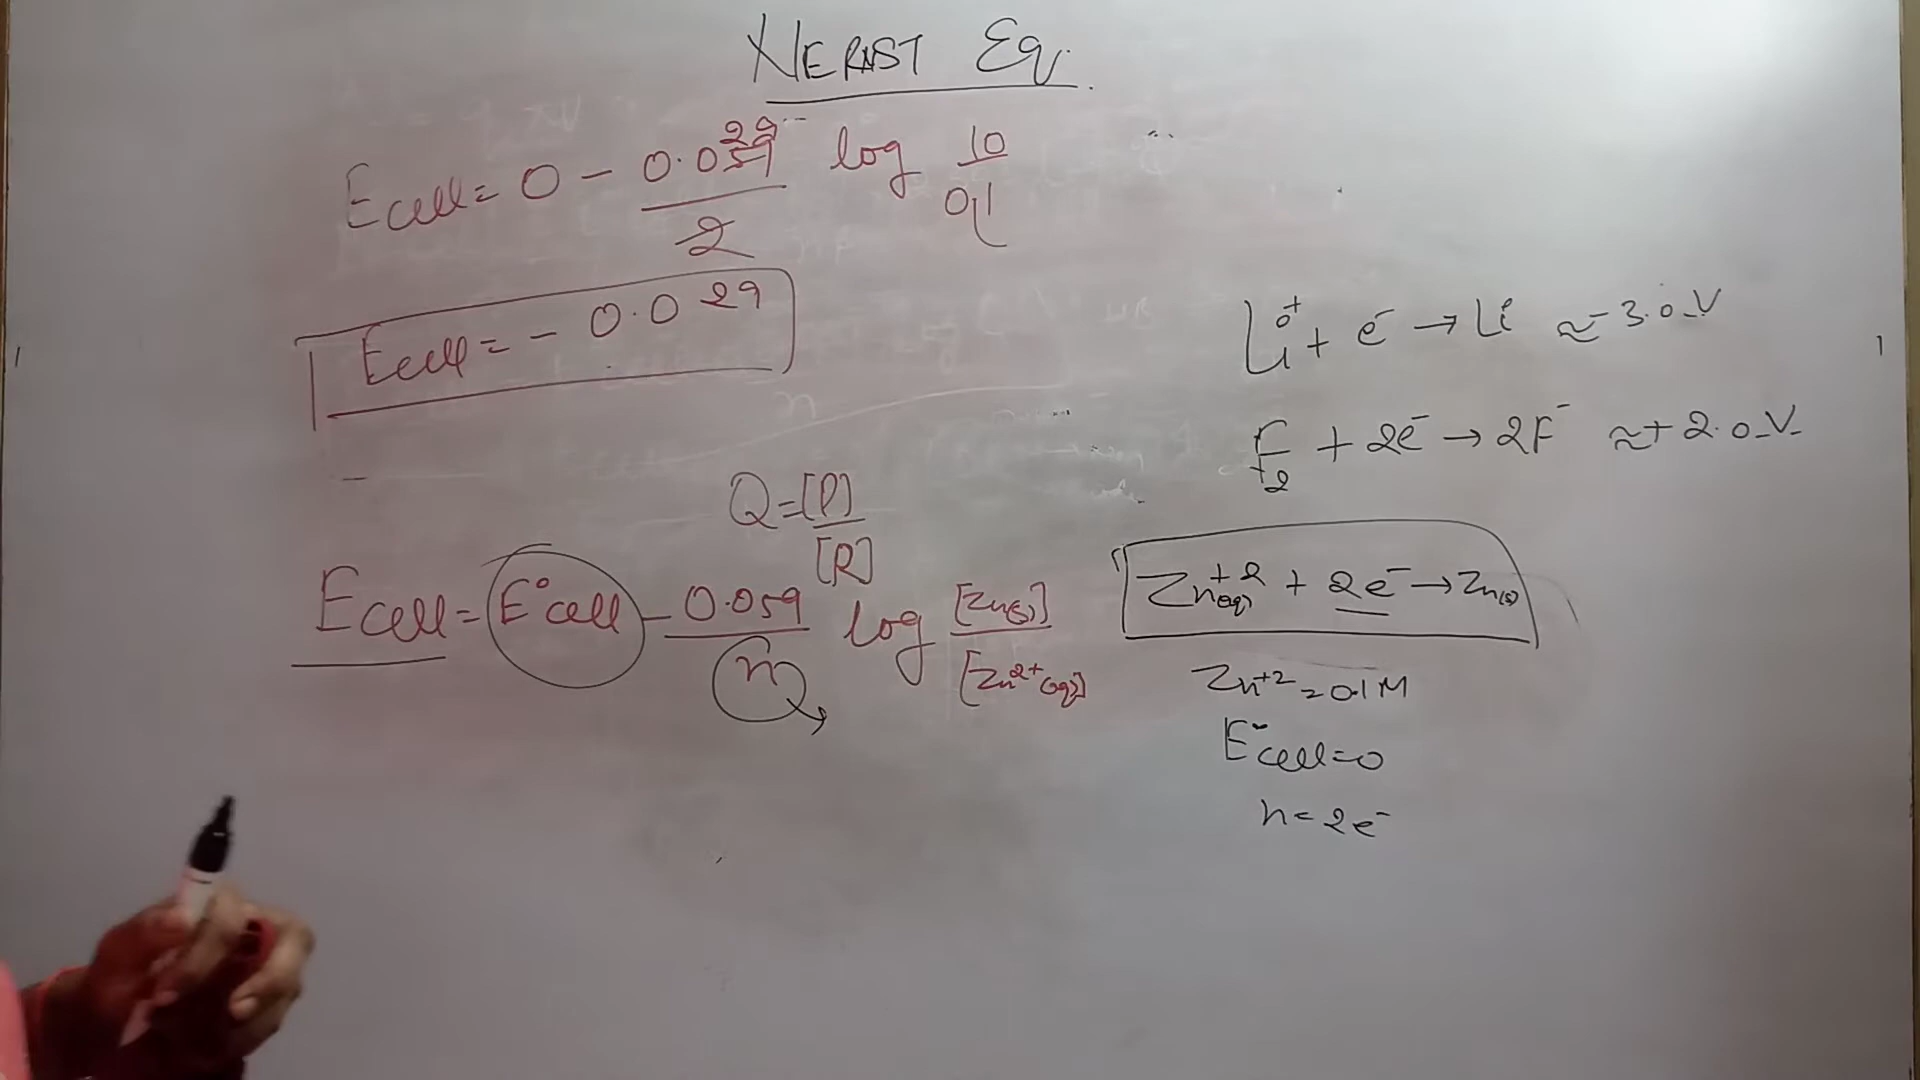 NERNST Eq.
Ecell = 0 - 0.059 29 / 2 log 10 / 0.1
Ecell = - 0.029
Q = [P] / [R]
Ecell = E°cell - 0.059 / n log [Zn(s)] / [Zn2+(aq)]
Li+ + e- → Li ≈ -3.0 V
F2 + 2e- → 2F- ≈ +2.0 V
Zn+2(aq) + 2e- → Zn(s)
Zn+2 = 0.1 M
E°cell = 0
n = 2e-